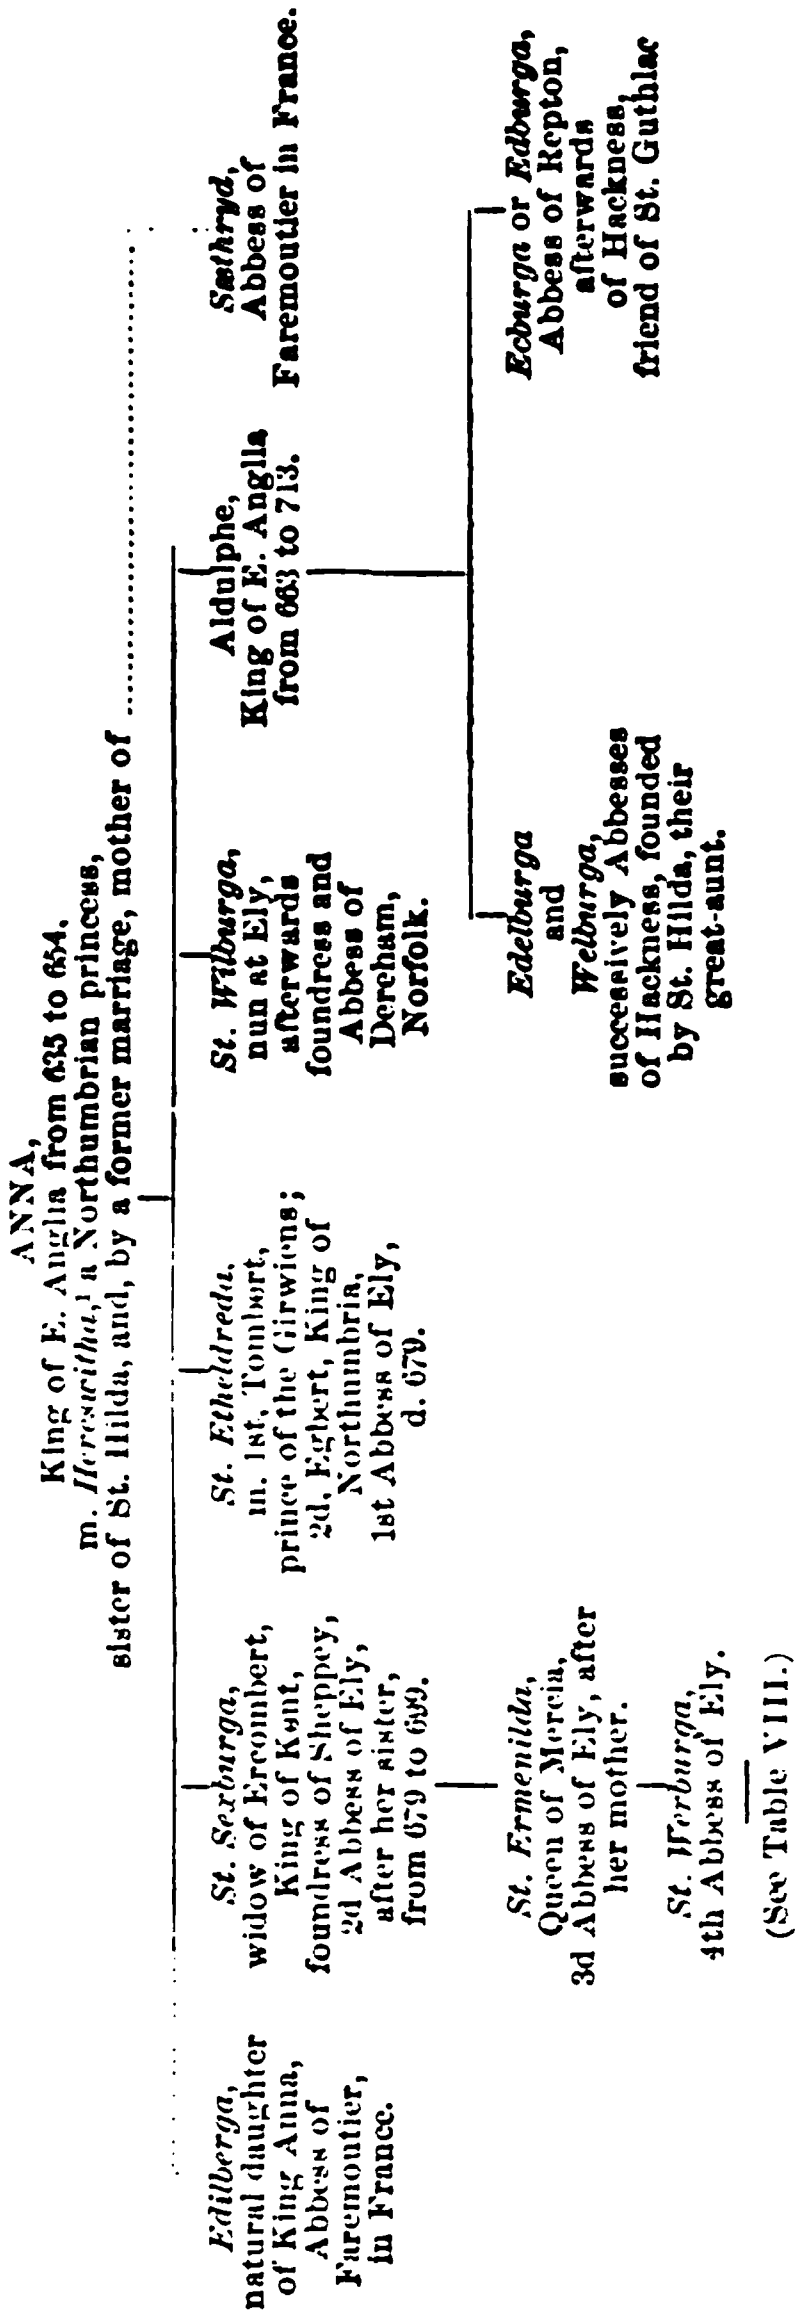 ANNA,
King of E. Anglia from 635 to 654.
m. Hereswitha,¹ a Northumbrian princess,
sister of St. Hilda, and, by a former marriage, mother of
Edilberga,
natural daughter
of King Anna,
Abbess of
Faremoutier,
in France.
St. Sexburga,
widow of Ercombert,
King of Kent,
foundress of Sheppey,
2d Abbess of Ely,
after her sister,
from 679 to 699.
St. Ermenilda,
Queen of Mercia,
3d Abbess of Ely, after
her mother.
St. Werburga,
4th Abbess of Ely.
(See Table VIII.)
St. Etheldreda,
m. 1st, Tombert,
prince of the Girwiens;
2d, Egbert, King of
Northumbria,
1st Abbess of Ely,
d. 679.
St. Wilburga,
nun at Ely,
afterwards
foundress and
Abbess of
Dereham,
Norfolk.
Aldulphe,
King of E. Anglia
from 663 to 713.
Edelburga
and
Welburga,
successively Abbesses
of Hackness, founded
by St. Hilda, their
great-aunt.
Ecburga or Edburga,
Abbess of Repton,
afterwards
of Hackness,
friend of St. Guthlac
Sæthryd,
Abbess of
Faremoutier in France.